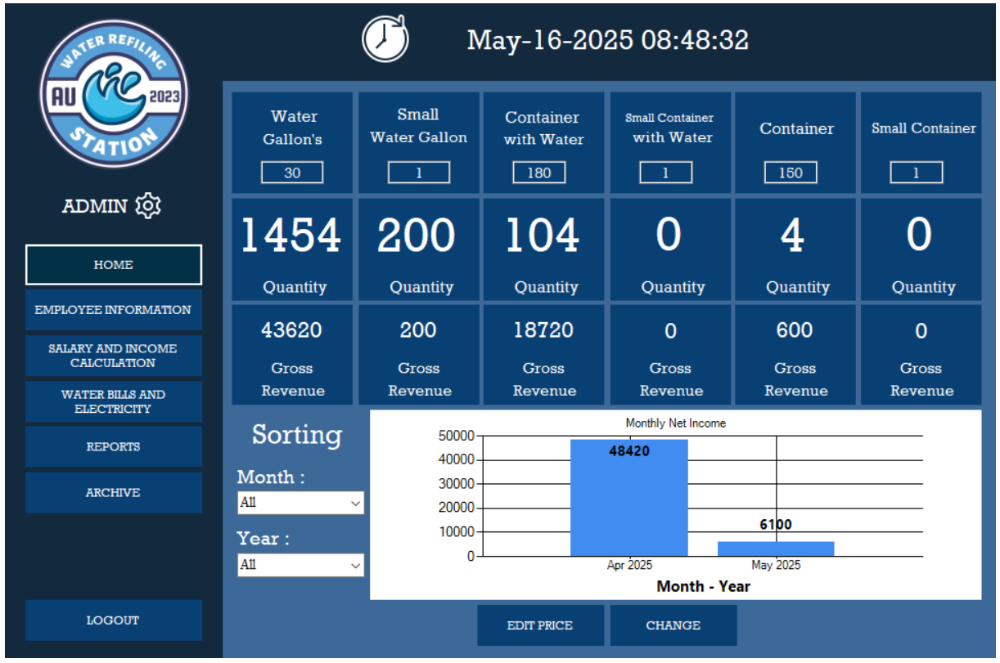 WATER REFILING
AU 2023
STATION
May-16-2025 08:48:32
ADMIN
HOME
EMPLOYEE INFORMATION
SALARY AND INCOME
CALCULATION
WATER BILLS AND
ELECTRICITY
REPORTS
ARCHIVE
LOGOUT
Water
Gallon's
30
Small
Water Gallon
1
Container
with Water
180
Small Container
with Water
1
Container
150
Small Container
1
1454
Quantity
200
Quantity
104
Quantity
0
Quantity
4
Quantity
0
Quantity
43620
Gross
Revenue
200
Gross
Revenue
18720
Gross
Revenue
0
Gross
Revenue
600
Gross
Revenue
0
Gross
Revenue
Sorting
Month :
All
Year :
All
Monthly Net Income
50000
40000
30000
20000
10000
0
48420
6100
Apr 2025
May 2025
Month - Year
EDIT PRICE
CHANGE